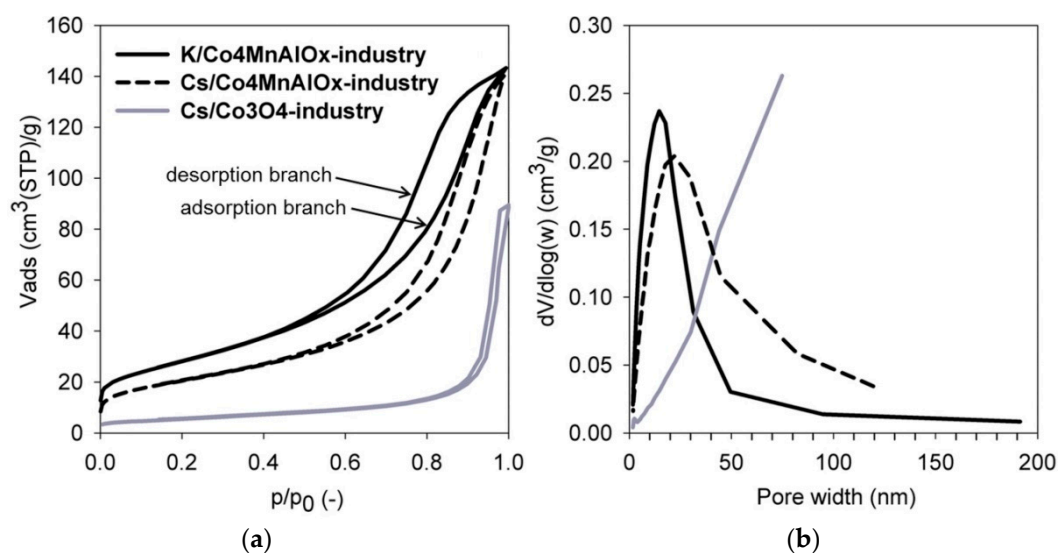 160
140
120
100
80
60
40
20
0
Vads (cm³(STP)/g)
K/Co4MnAlOx-industry
Cs/Co4MnAlOx-industry
Cs/Co3O4-industry
desorption branch
adsorption branch
0.0 0.2 0.4 0.6 0.8 1.0
p/p₀ (-)
(a)
0.30
0.25
0.20
0.15
0.10
0.05
0.00
dV/dlog(w) (cm³/g)
0 50 100 150 200
Pore width (nm)
(b)